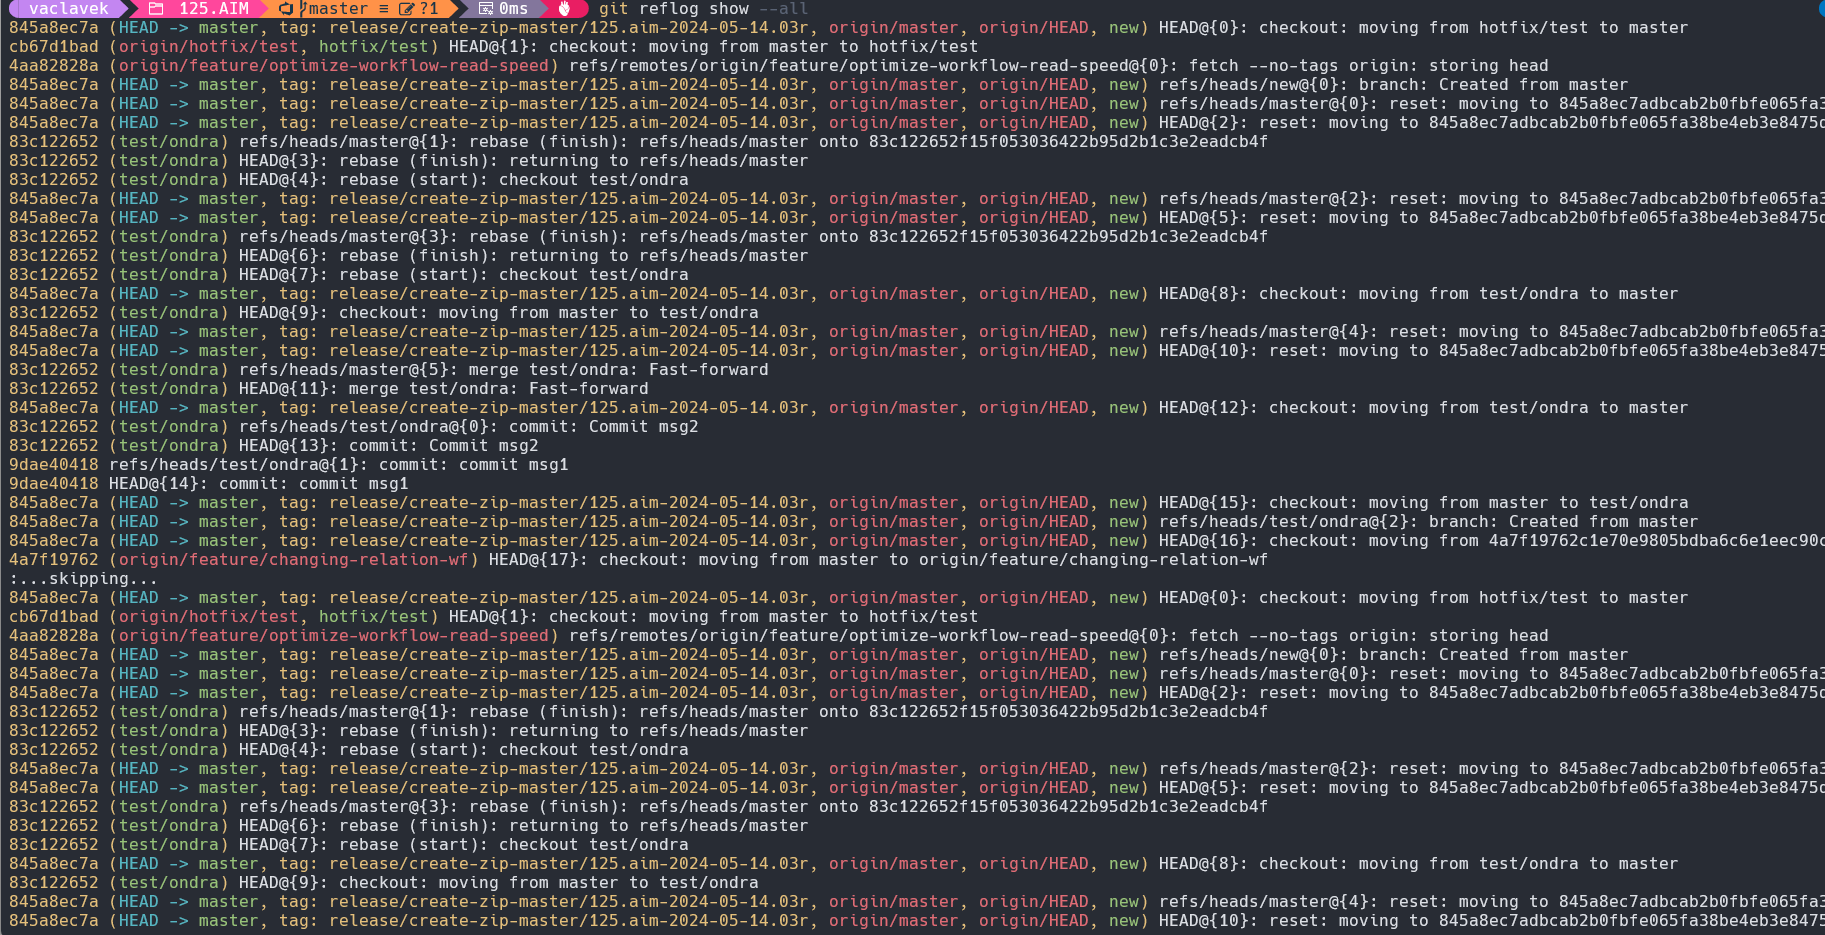 vaclavek 125.AIM master ≡ ?1 0ms git reflog show --all
845a8ec7a (HEAD -> master, tag: release/create-zip-master/125.aim-2024-05-14.03r, origin/master, origin/HEAD, new) HEAD@{0}: checkout: moving from hotfix/test to master
cb67d1bad (origin/hotfix/test, hotfix/test) HEAD@{1}: checkout: moving from master to hotfix/test
4aa82828a (origin/feature/optimize-workflow-read-speed) refs/remotes/origin/feature/optimize-workflow-read-speed@{0}: fetch --no-tags origin: storing head
845a8ec7a (HEAD -> master, tag: release/create-zip-master/125.aim-2024-05-14.03r, origin/master, origin/HEAD, new) refs/heads/new@{0}: branch: Created from master
845a8ec7a (HEAD -> master, tag: release/create-zip-master/125.aim-2024-05-14.03r, origin/master, origin/HEAD, new) refs/heads/master@{0}: reset: moving to 845a8ec7adbcab2b0fbfe065fa3
845a8ec7a (HEAD -> master, tag: release/create-zip-master/125.aim-2024-05-14.03r, origin/master, origin/HEAD, new) HEAD@{2}: reset: moving to 845a8ec7adbcab2b0fbfe065fa38be4eb3e8475d
83c122652 (test/ondra) refs/heads/master@{1}: rebase (finish): refs/heads/master onto 83c122652f15f053036422b95d2b1c3e2eadcb4f
83c122652 (test/ondra) HEAD@{3}: rebase (finish): returning to refs/heads/master
83c122652 (test/ondra) HEAD@{4}: rebase (start): checkout test/ondra
845a8ec7a (HEAD -> master, tag: release/create-zip-master/125.aim-2024-05-14.03r, origin/master, origin/HEAD, new) refs/heads/master@{2}: reset: moving to 845a8ec7adbcab2b0fbfe065fa3
845a8ec7a (HEAD -> master, tag: release/create-zip-master/125.aim-2024-05-14.03r, origin/master, origin/HEAD, new) HEAD@{5}: reset: moving to 845a8ec7adbcab2b0fbfe065fa38be4eb3e8475d
83c122652 (test/ondra) refs/heads/master@{3}: rebase (finish): refs/heads/master onto 83c122652f15f053036422b95d2b1c3e2eadcb4f
83c122652 (test/ondra) HEAD@{6}: rebase (finish): returning to refs/heads/master
83c122652 (test/ondra) HEAD@{7}: rebase (start): checkout test/ondra
845a8ec7a (HEAD -> master, tag: release/create-zip-master/125.aim-2024-05-14.03r, origin/master, origin/HEAD, new) HEAD@{8}: checkout: moving from test/ondra to master
83c122652 (test/ondra) HEAD@{9}: checkout: moving from master to test/ondra
845a8ec7a (HEAD -> master, tag: release/create-zip-master/125.aim-2024-05-14.03r, origin/master, origin/HEAD, new) refs/heads/master@{4}: reset: moving to 845a8ec7adbcab2b0fbfe065fa3
845a8ec7a (HEAD -> master, tag: release/create-zip-master/125.aim-2024-05-14.03r, origin/master, origin/HEAD, new) HEAD@{10}: reset: moving to 845a8ec7adbcab2b0fbfe065fa38be4eb3e8475
83c122652 (test/ondra) refs/heads/master@{5}: merge test/ondra: Fast-forward
83c122652 (test/ondra) HEAD@{11}: merge test/ondra: Fast-forward
845a8ec7a (HEAD -> master, tag: release/create-zip-master/125.aim-2024-05-14.03r, origin/master, origin/HEAD, new) HEAD@{12}: checkout: moving from test/ondra to master
83c122652 (test/ondra) refs/heads/test/ondra@{0}: commit: Commit msg2
83c122652 (test/ondra) HEAD@{13}: commit: Commit msg2
9dae40418 refs/heads/test/ondra@{1}: commit: commit msg1
9dae40418 HEAD@{14}: commit: commit msg1
845a8ec7a (HEAD -> master, tag: release/create-zip-master/125.aim-2024-05-14.03r, origin/master, origin/HEAD, new) HEAD@{15}: checkout: moving from master to test/ondra
845a8ec7a (HEAD -> master, tag: release/create-zip-master/125.aim-2024-05-14.03r, origin/master, origin/HEAD, new) refs/heads/test/ondra@{2}: branch: Created from master
845a8ec7a (HEAD -> master, tag: release/create-zip-master/125.aim-2024-05-14.03r, origin/master, origin/HEAD, new) HEAD@{16}: checkout: moving from 4a7f19762c1e70e9805bdba6c6e1eec90c
4a7f19762 (origin/feature/changing-relation-wf) HEAD@{17}: checkout: moving from master to origin/feature/changing-relation-wf
:...skipping...
845a8ec7a (HEAD -> master, tag: release/create-zip-master/125.aim-2024-05-14.03r, origin/master, origin/HEAD, new) HEAD@{0}: checkout: moving from hotfix/test to master
cb67d1bad (origin/hotfix/test, hotfix/test) HEAD@{1}: checkout: moving from master to hotfix/test
4aa82828a (origin/feature/optimize-workflow-read-speed) refs/remotes/origin/feature/optimize-workflow-read-speed@{0}: fetch --no-tags origin: storing head
845a8ec7a (HEAD -> master, tag: release/create-zip-master/125.aim-2024-05-14.03r, origin/master, origin/HEAD, new) refs/heads/new@{0}: branch: Created from master
845a8ec7a (HEAD -> master, tag: release/create-zip-master/125.aim-2024-05-14.03r, origin/master, origin/HEAD, new) refs/heads/master@{0}: reset: moving to 845a8ec7adbcab2b0fbfe065fa3
845a8ec7a (HEAD -> master, tag: release/create-zip-master/125.aim-2024-05-14.03r, origin/master, origin/HEAD, new) HEAD@{2}: reset: moving to 845a8ec7adbcab2b0fbfe065fa38be4eb3e8475d
83c122652 (test/ondra) refs/heads/master@{1}: rebase (finish): refs/heads/master onto 83c122652f15f053036422b95d2b1c3e2eadcb4f
83c122652 (test/ondra) HEAD@{3}: rebase (finish): returning to refs/heads/master
83c122652 (test/ondra) HEAD@{4}: rebase (start): checkout test/ondra
845a8ec7a (HEAD -> master, tag: release/create-zip-master/125.aim-2024-05-14.03r, origin/master, origin/HEAD, new) refs/heads/master@{2}: reset: moving to 845a8ec7adbcab2b0fbfe065fa3
845a8ec7a (HEAD -> master, tag: release/create-zip-master/125.aim-2024-05-14.03r, origin/master, origin/HEAD, new) HEAD@{5}: reset: moving to 845a8ec7adbcab2b0fbfe065fa38be4eb3e8475d
83c122652 (test/ondra) refs/heads/master@{3}: rebase (finish): refs/heads/master onto 83c122652f15f053036422b95d2b1c3e2eadcb4f
83c122652 (test/ondra) HEAD@{6}: rebase (finish): returning to refs/heads/master
83c122652 (test/ondra) HEAD@{7}: rebase (start): checkout test/ondra
845a8ec7a (HEAD -> master, tag: release/create-zip-master/125.aim-2024-05-14.03r, origin/master, origin/HEAD, new) HEAD@{8}: checkout: moving from test/ondra to master
83c122652 (test/ondra) HEAD@{9}: checkout: moving from master to test/ondra
845a8ec7a (HEAD -> master, tag: release/create-zip-master/125.aim-2024-05-14.03r, origin/master, origin/HEAD, new) refs/heads/master@{4}: reset: moving to 845a8ec7adbcab2b0fbfe065fa3
845a8ec7a (HEAD -> master, tag: release/create-zip-master/125.aim-2024-05-14.03r, origin/master, origin/HEAD, new) HEAD@{10}: reset: moving to 845a8ec7adbcab2b0fbfe065fa38be4eb3e8475